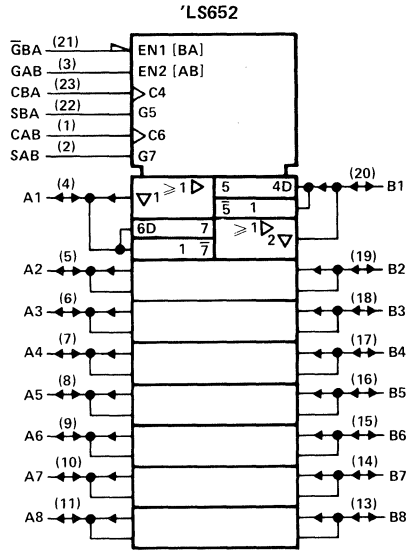 'LS652
G̅BA (21) EN1 [BA]
GAB (3) EN2 [AB]
CBA (23) C4
SBA (22) G5
CAB (1) C6
SAB (2) G7
A1 (4) ▽1 ≥1 ▷ 5 4D (20) B1
5̅ 1
6D 7 ≥1 ▷
1 7̅ 2▽
A2 (5) (19) B2
A3 (6) (18) B3
A4 (7) (17) B4
A5 (8) (16) B5
A6 (9) (15) B6
A7 (10) (14) B7
A8 (11) (13) B8